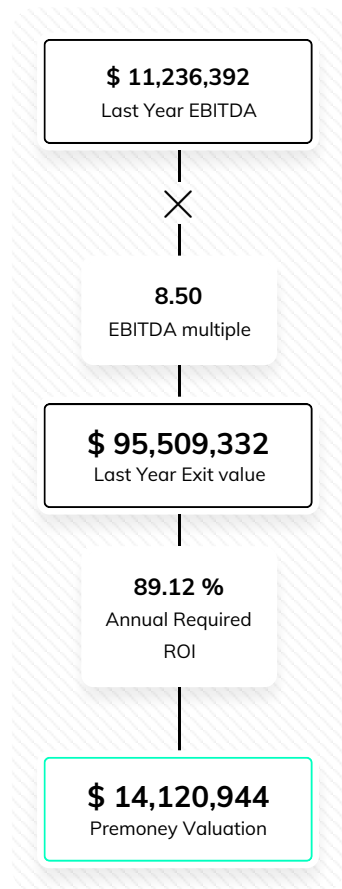 $ 11,236,392
Last Year EBITDA
8.50
EBITDA multiple
$ 95,509,332
Last Year Exit value
89.12 %
Annual Required
ROI
$ 14,120,944
Premoney Valuation